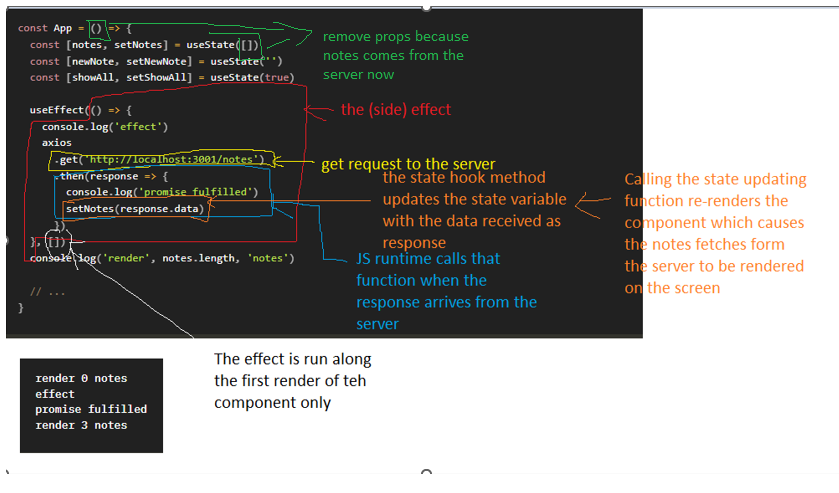 const App = () => {
const [notes, setNotes] = useState([])
const [newNote, setNewNote] = useState('')
const [showAll, setShowAll] = useState(true)
useEffect(() => {
console.log('effect')
axios
.get('http://localhost:3001/notes')
.then(response => {
console.log('promise fulfilled')
setNotes(response.data)
})
}, [])
console.log('render', notes.length, 'notes')
// ...
}
remove props because
notes comes from the
server now
the (side) effect
get request to the server
the state hook method
updates the state variable
with the data received as
response
Calling the state updating
function re-renders the
component which causes
the notes fetches form
the server to be rendered
on the screen
JS runtime calls that
function when the
response arrives from the
server
The effect is run along
the first render of teh
component only
render 0 notes
effect
promise fulfilled
render 3 notes